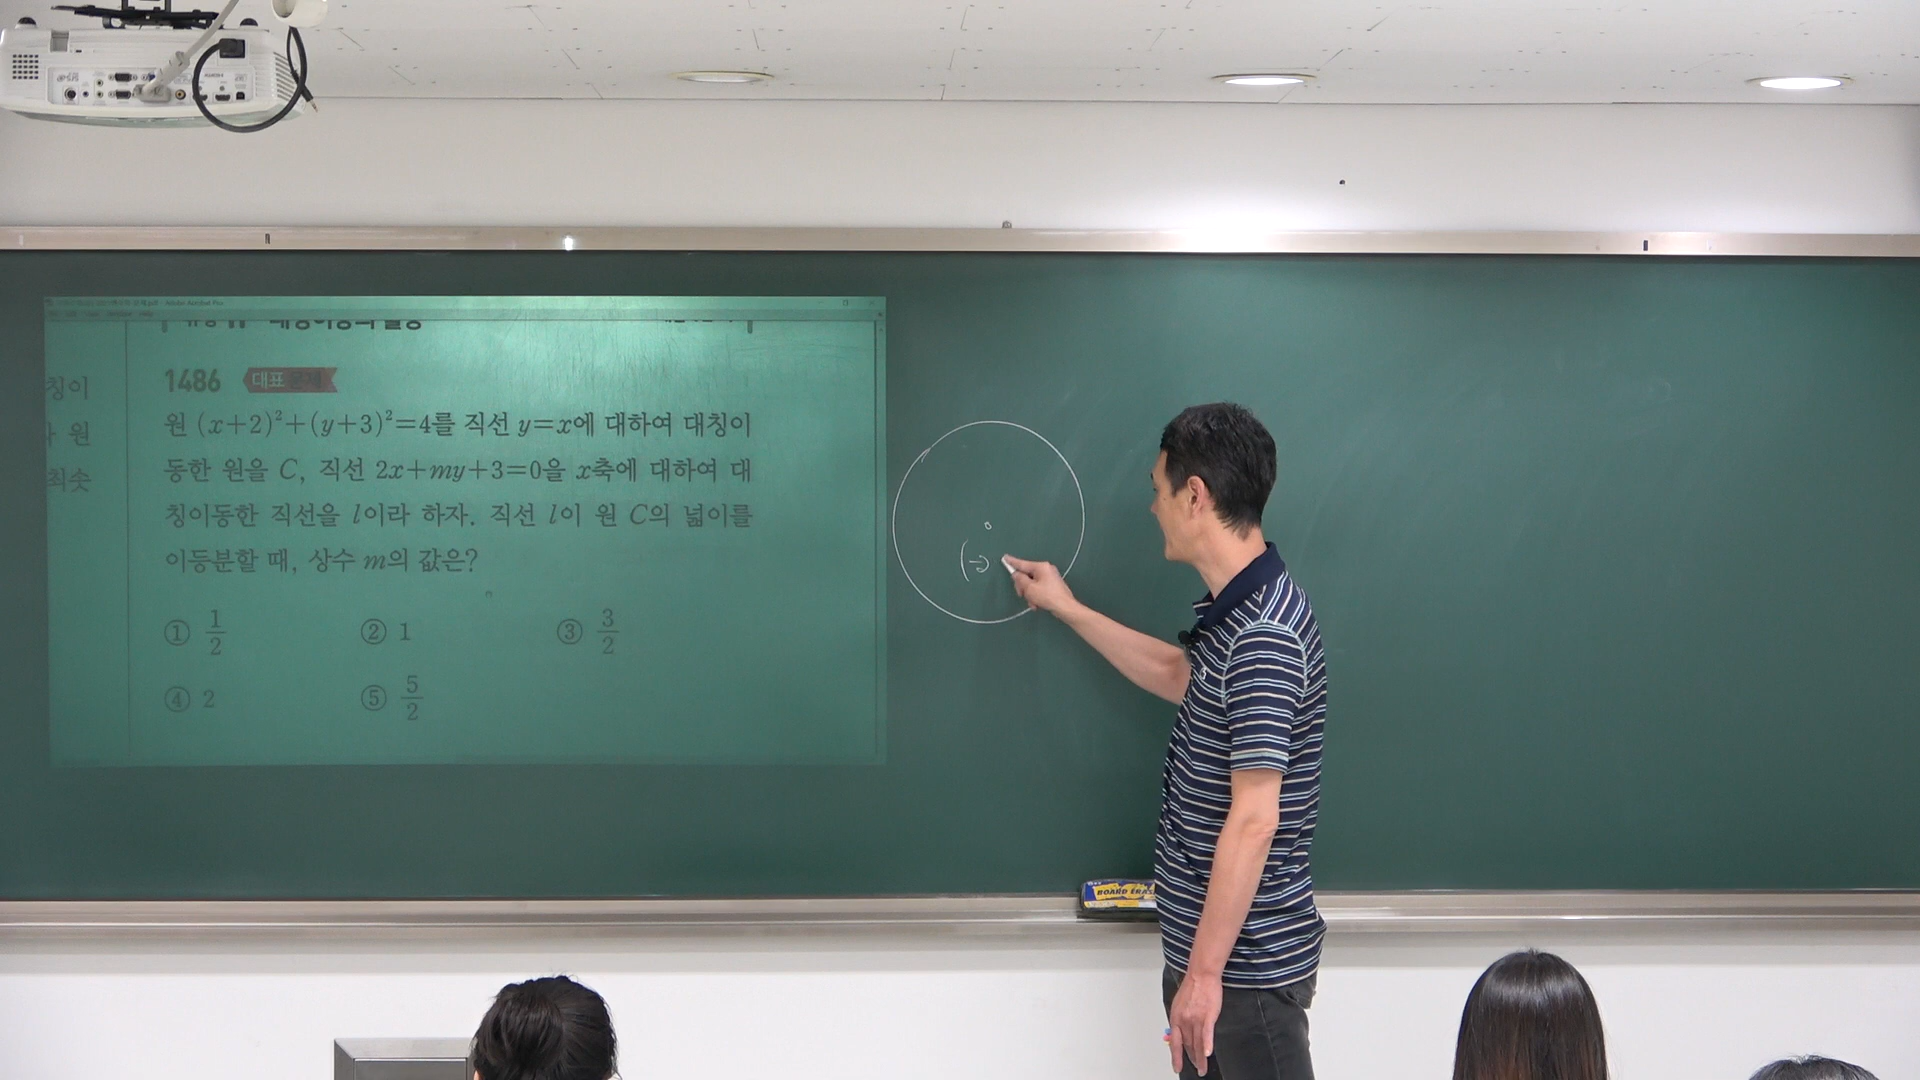 1486 대표 문제
원 (x+2)²+(y+3)²=4를 직선 y=x에 대하여 대칭이
동한 원을 C, 직선 2x+my+3=0을 x축에 대하여 대
칭이동한 직선을 l이라 하자. 직선 l이 원 C의 넓이를
이등분할 때, 상수 m의 값은?
① 1/2 ② 1 ③ 3/2
④ 2 ⑤ 5/2
칭이
원
최솟
(-2
BOARD ERAS